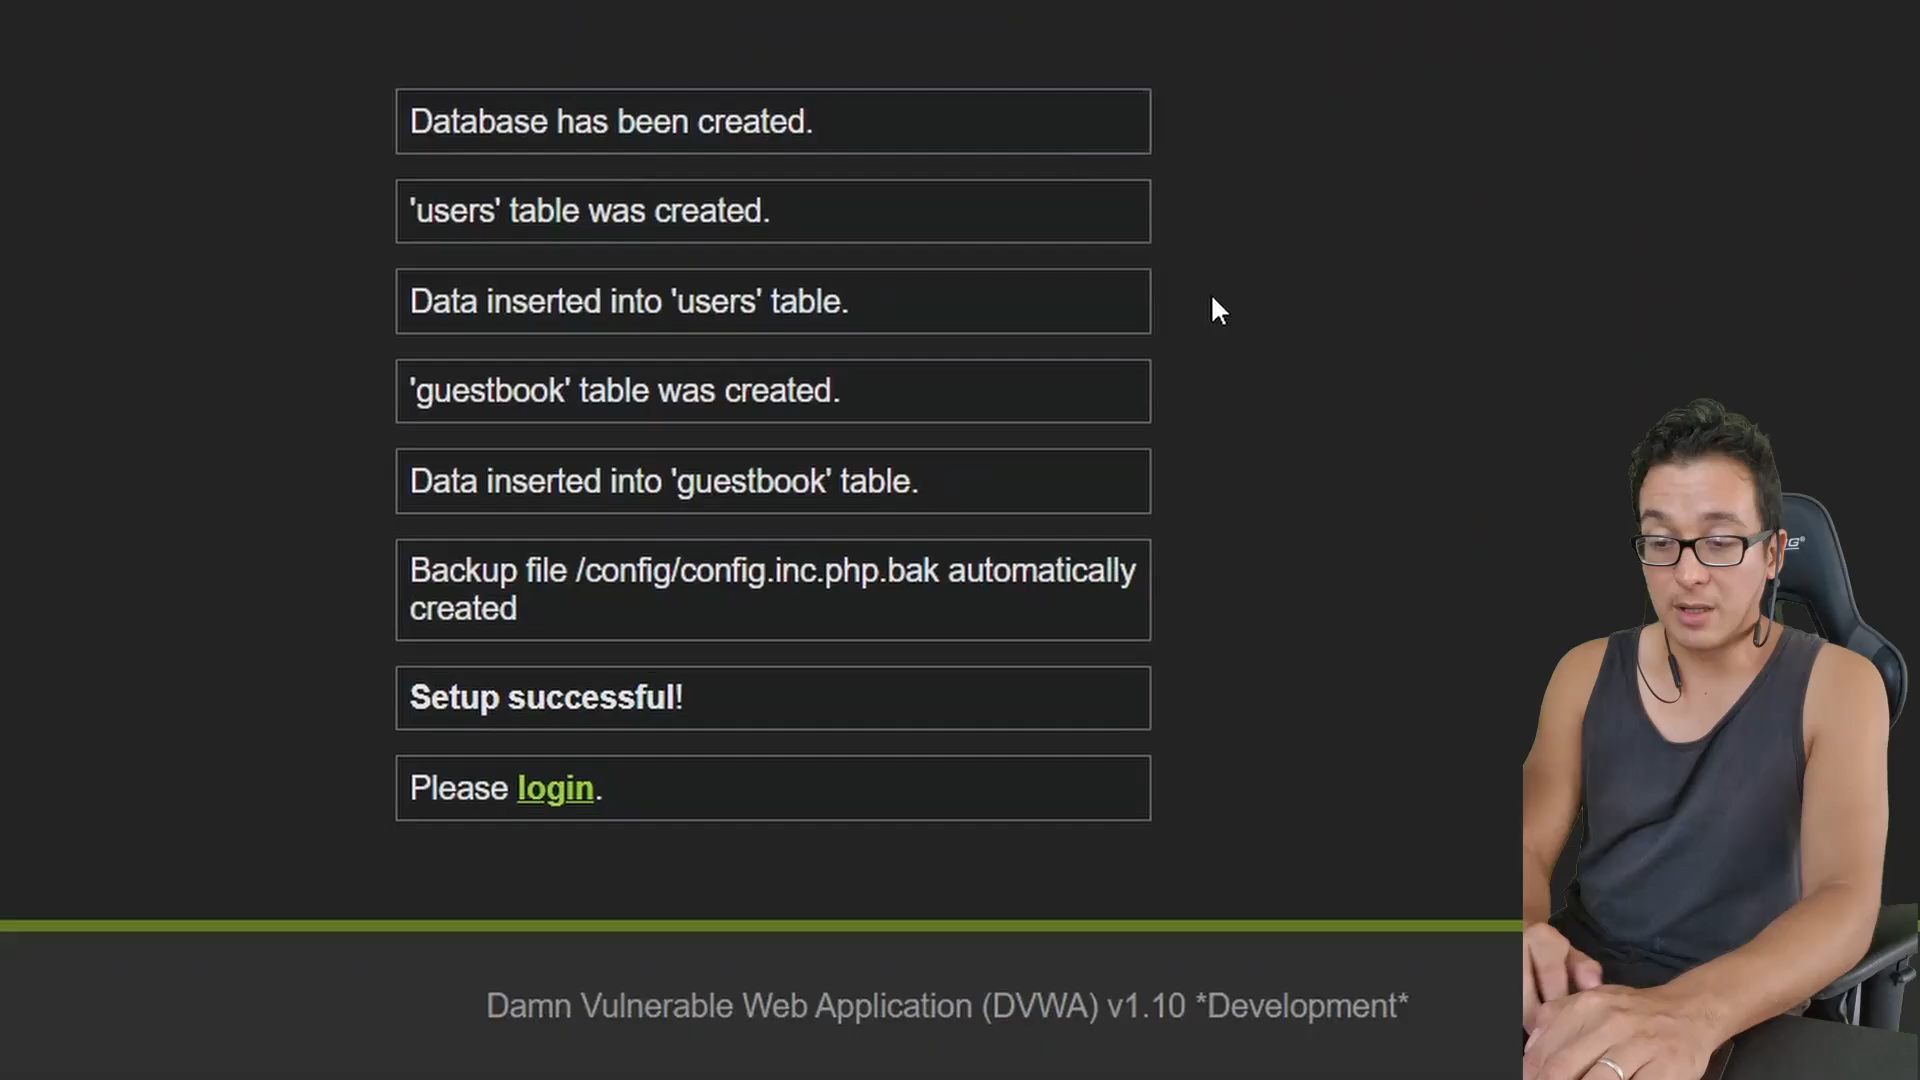 Database has been created.
'users' table was created.
Data inserted into 'users' table.
'guestbook' table was created.
Data inserted into 'guestbook' table.
Backup file /config/config.inc.php.bak automatically
created
Setup successful!
Please login.
Damn Vulnerable Web Application (DVWA) v1.10 *Development*